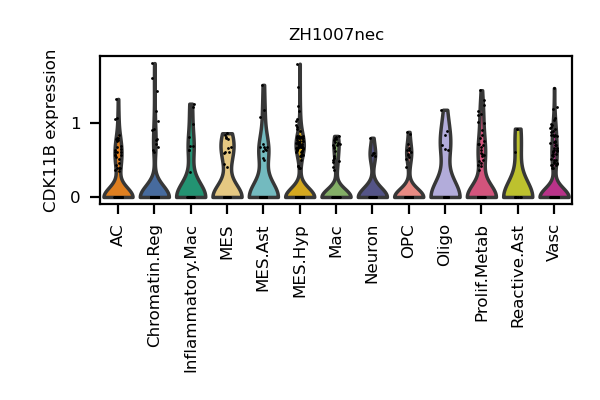 ZH1007nec
CDK11B expression
1
0
AC
Chromatin.Reg
Inflammatory.Mac
MES
MES.Ast
MES.Hyp
Mac
Neuron
OPC
Oligo
Prolif.Metab
Reactive.Ast
Vasc